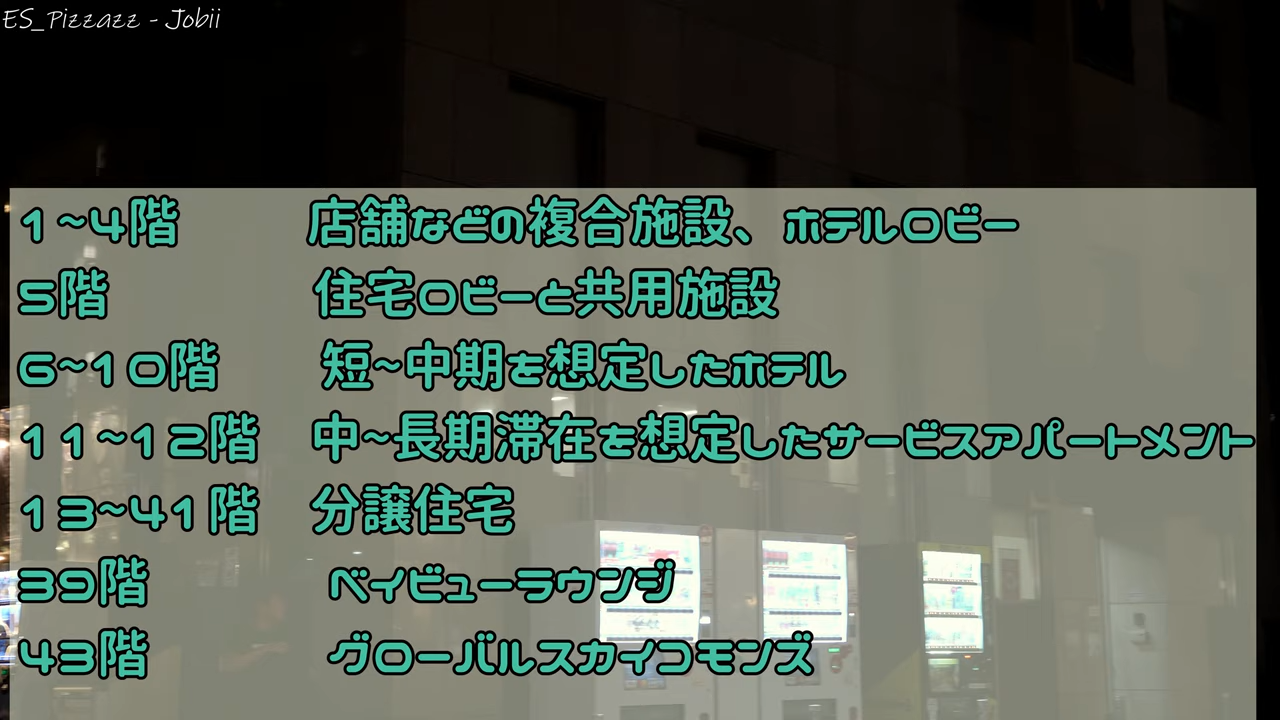 ES_Pizzazz - Jobii
1~4階 店舗などの複合施設、ホテルロビー
5階 住宅ロビーと共用施設
6~10階 短~中期を想定したホテル
11~12階 中~長期滞在を想定したサービスアパートメント
13~41階 分譲住宅
39階 ベイビューラウンジ
43階 グローバルスカイコモンズ